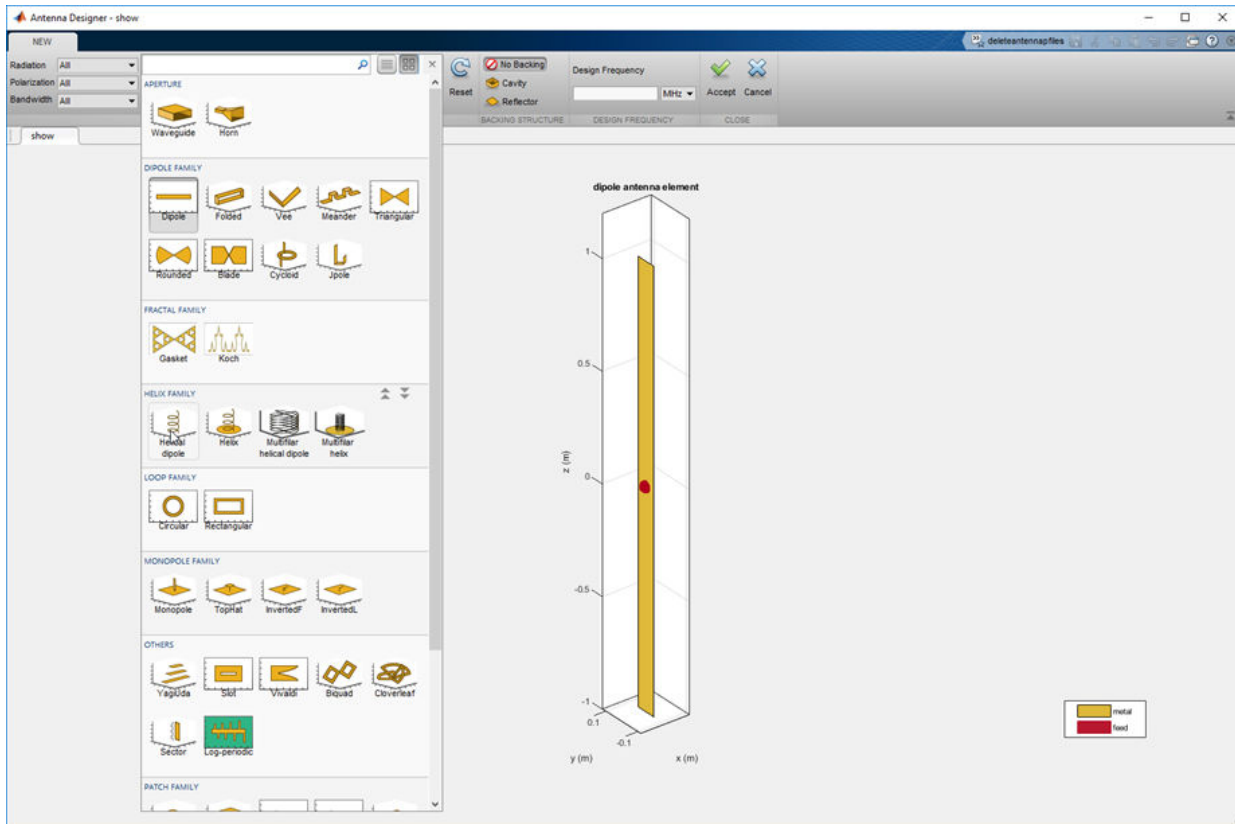 Antenna Designer - show
NEW
deleteantennapfiles
Radiation All
Polarization All
Bandwidth All
Reset
No Backing
Cavity
Reflector
BACKING STRUCTURE
Design Frequency
MHz
DESIGN FREQUENCY
Accept Cancel
CLOSE
show
APERTURE
Waveguide Horn
DIPOLE FAMILY
Dipole Folded Vee Meander Triangular
Rounded Blade Cycloid Jpole
FRACTAL FAMILY
Gasket Koch
HELIX FAMILY
Helical dipole Helix Multifilar helical dipole Multifilar helix
LOOP FAMILY
Circular Rectangular
MONOPOLE FAMILY
Monopole TopHat InvertedF InvertedL
OTHERS
YagiUda Slot Vivaldi Biquad Cloverleaf
Sector Log-periodic
PATCH FAMILY
dipole antenna element
1
0.5
0
-0.5
-1
z (m)
0.1
-0.1
y (m) x (m)
metal
feed